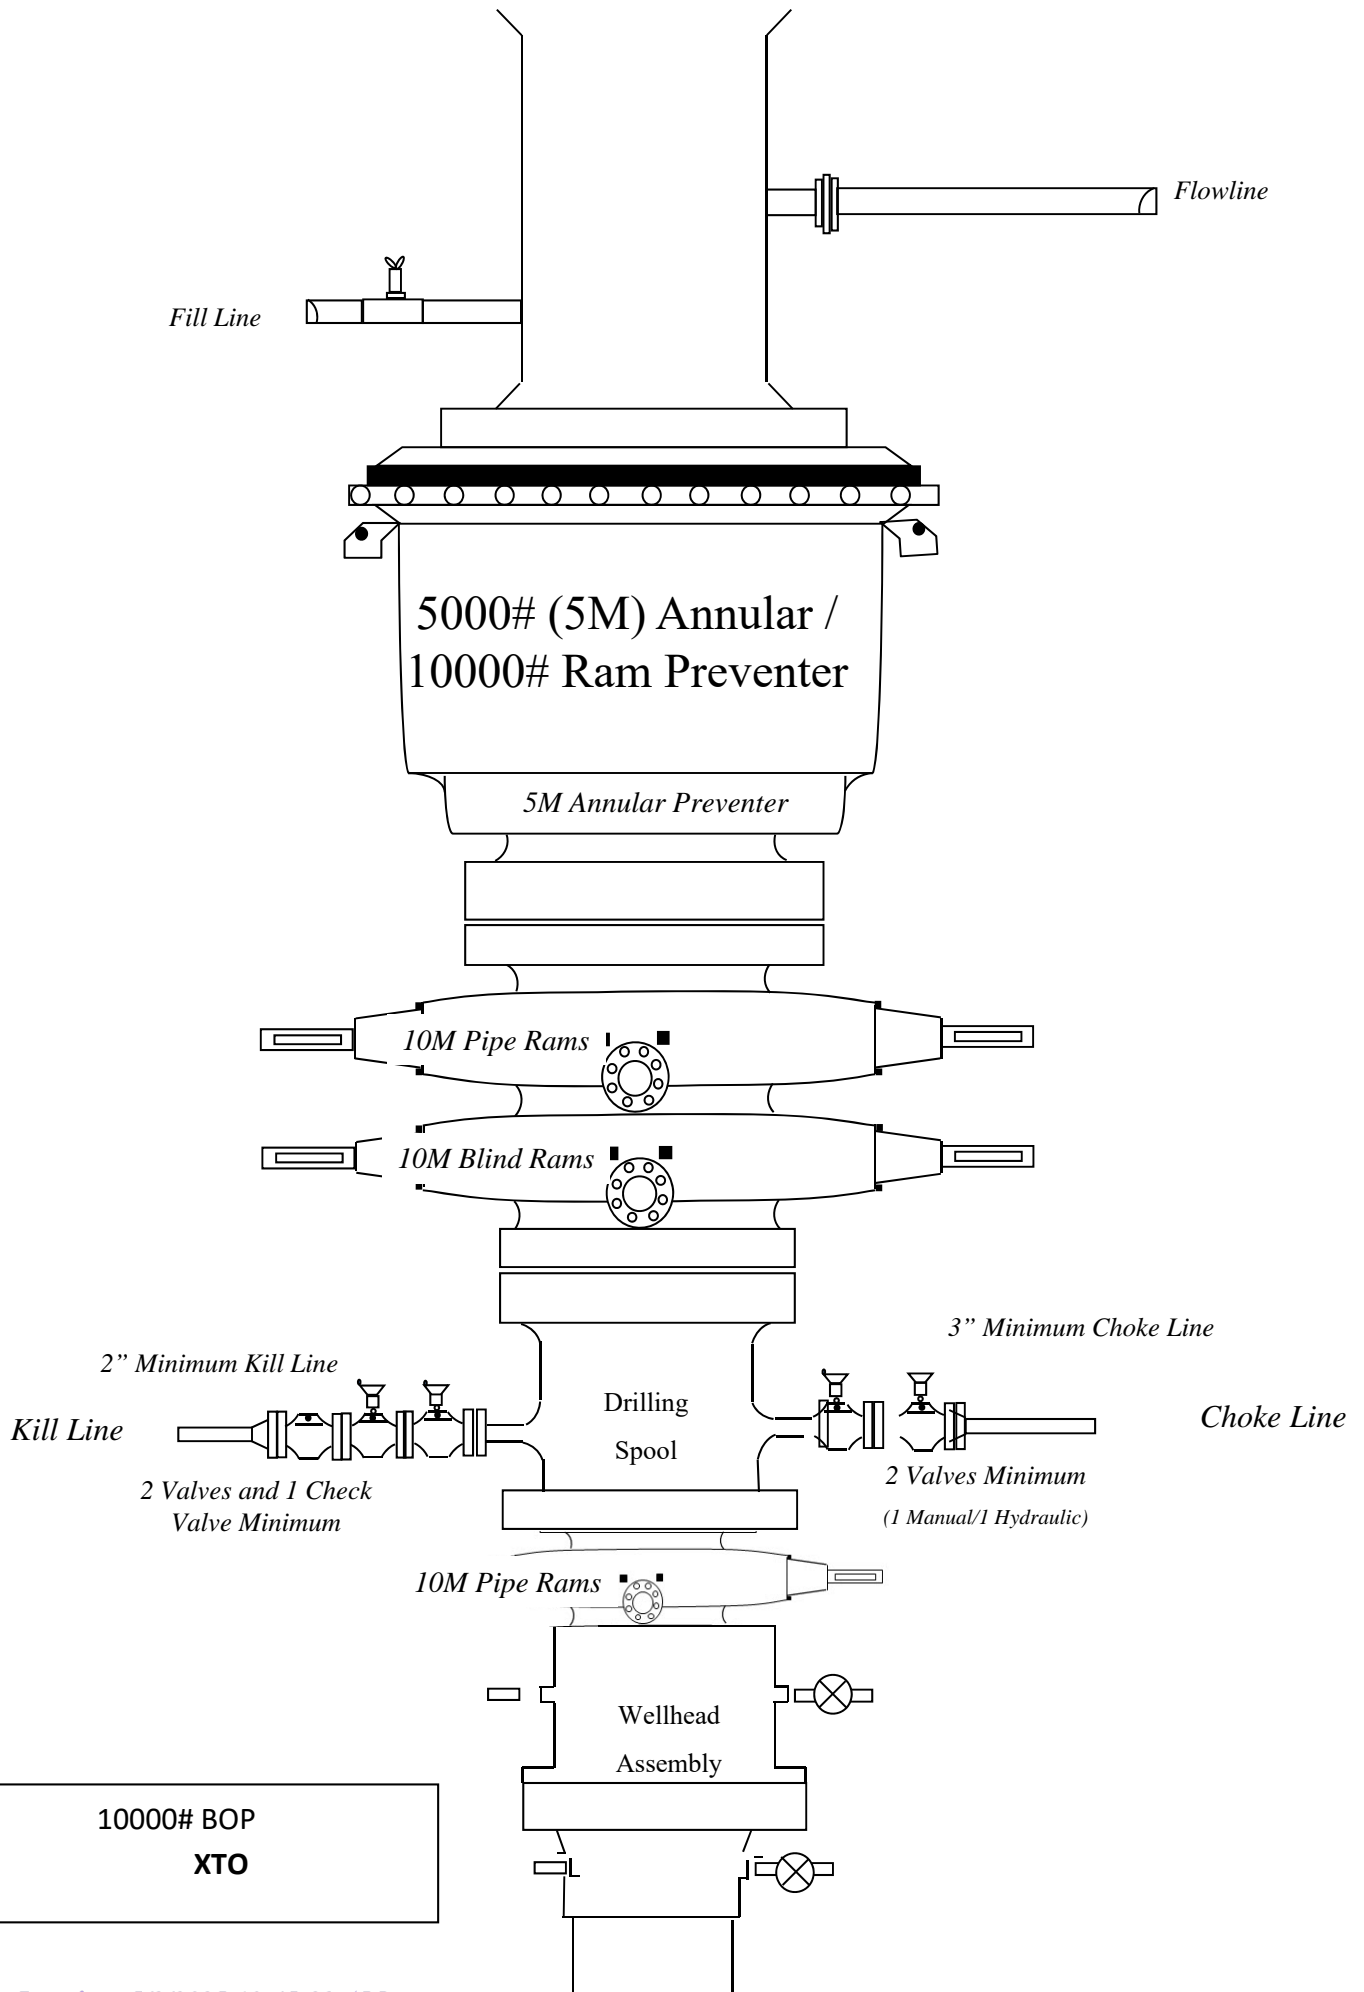 Flowline
Fill Line
5000# (5M) Annular /
10000# Ram Preventer
5M Annular Preventer
10M Pipe Rams
10M Blind Rams
3” Minimum Choke Line
2” Minimum Kill Line
Drilling
Spool
Kill Line
Choke Line
2 Valves and 1 Check
Valve Minimum
2 Valves Minimum
(1 Manual/1 Hydraulic)
10M Pipe Rams
Wellhead
Assembly
10000# BOP
XTO